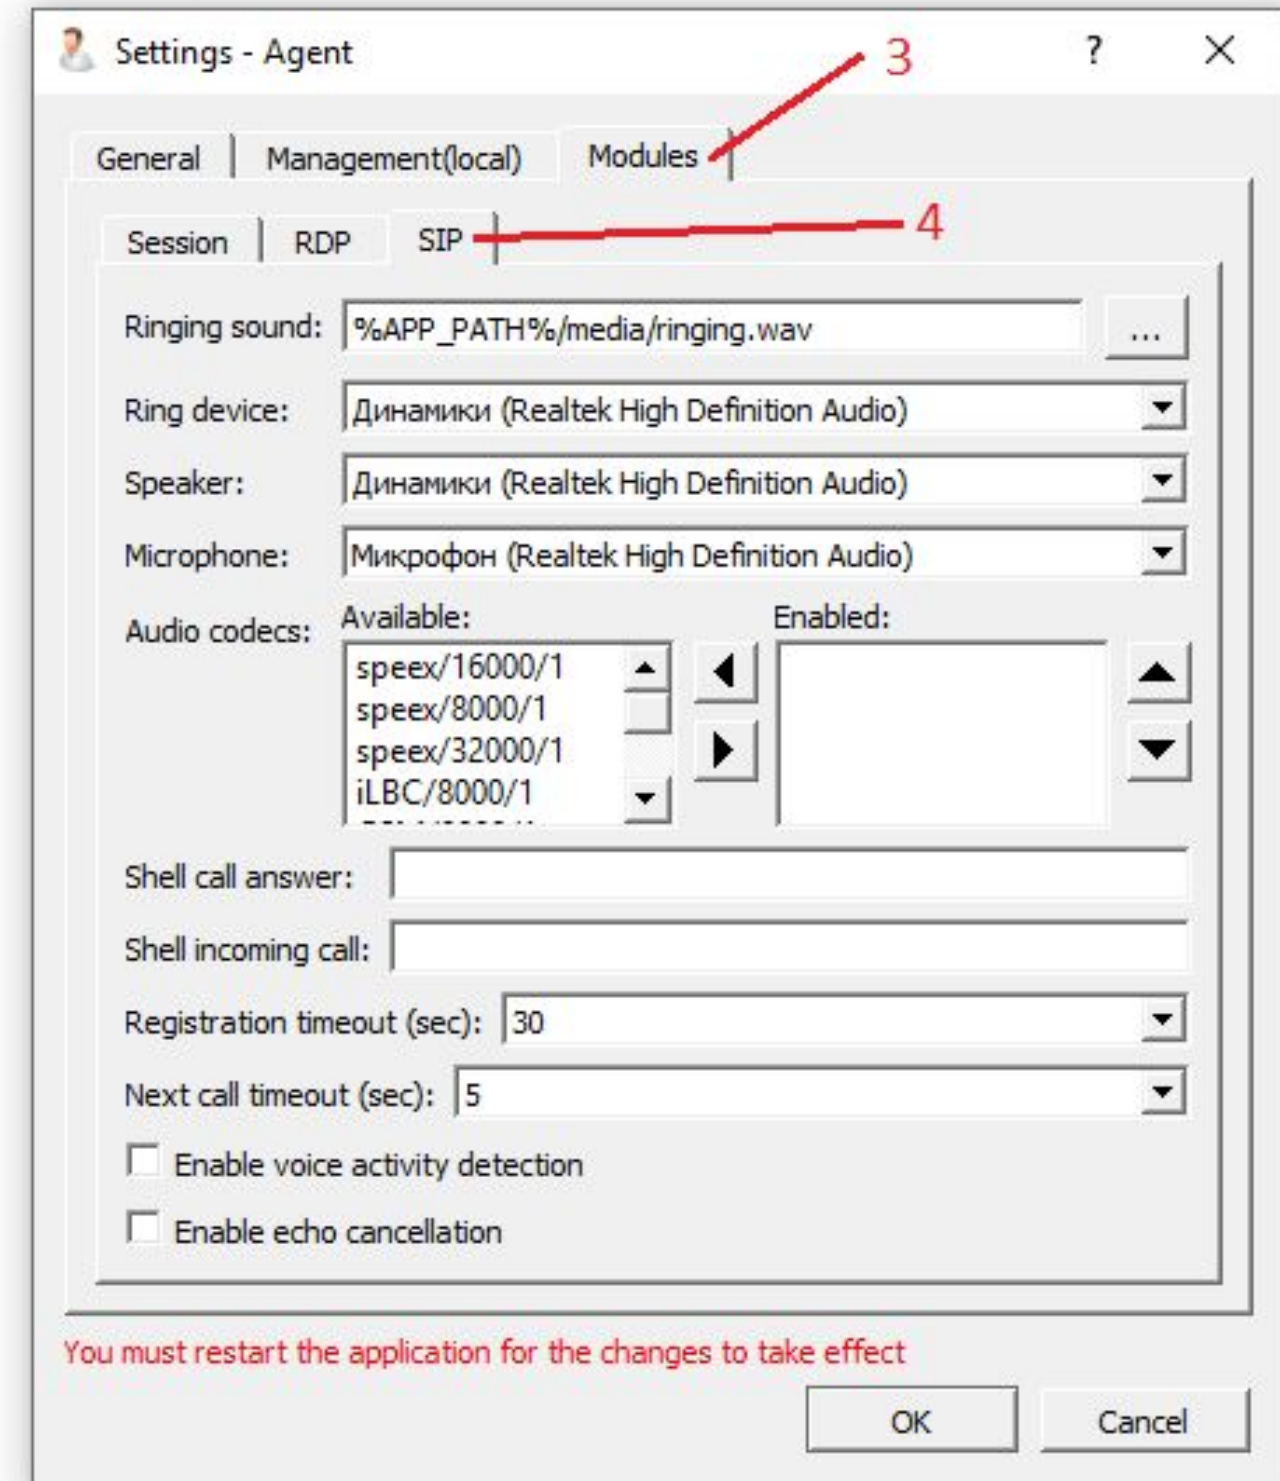 Settings - Agent ? 3
General Management(local) Modules
Session RDP SIP 4
Ringing sound: %APP_PATH%/media/ringing.wav ...
Ring device: Динамики (Realtek High Definition Audio)
Speaker: Динамики (Realtek High Definition Audio)
Microphone: Микрофон (Realtek High Definition Audio)
Audio codecs: Available: Enabled:
speex/16000/1
speex/8000/1
speex/32000/1
iLBC/8000/1
Shell call answer:
Shell incoming call:
Registration timeout (sec): 30
Next call timeout (sec): 5
Enable voice activity detection
Enable echo cancellation
You must restart the application for the changes to take effect
OK Cancel